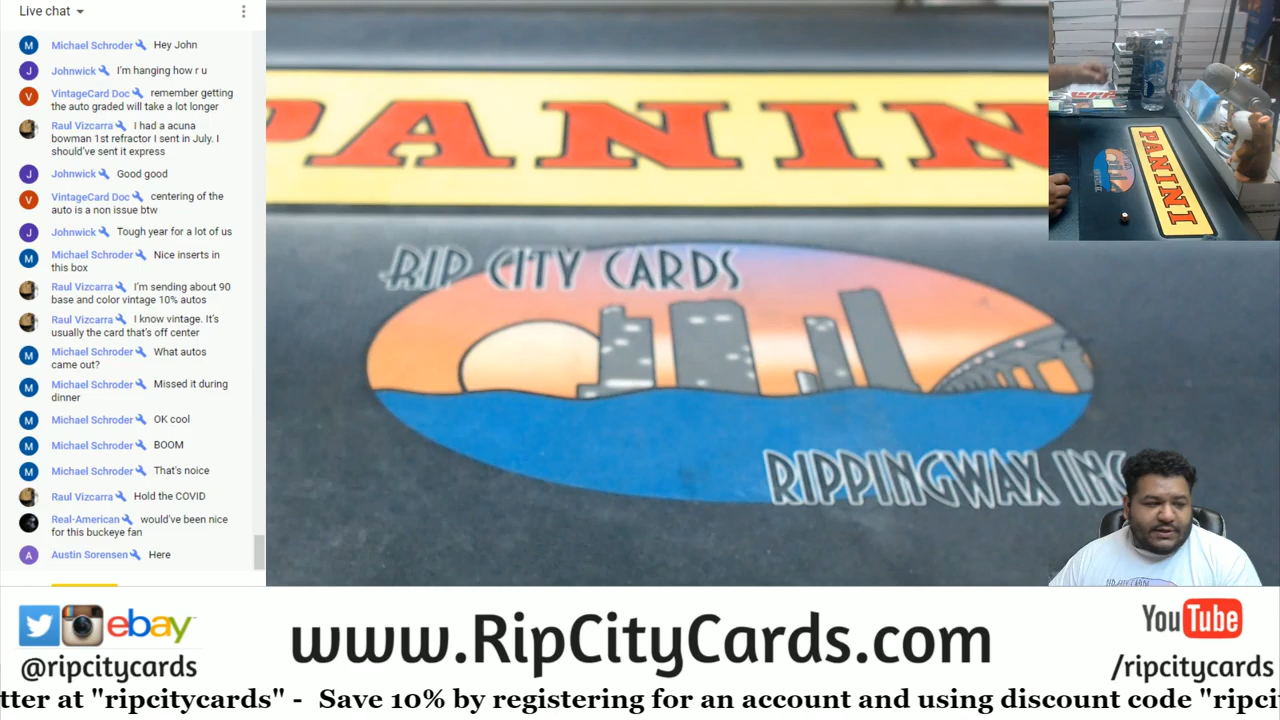 Live chat
Michael Schroder Hey John
Johnwick I'm hanging how r u
VintageCard Doc remember getting
the auto graded will take a lot longer
Raul Vizcarra I had a acuna
bowman 1st refractor I sent in July. I
should've sent it express
Johnwick Good good
VintageCard Doc centering of the
auto is a non issue btw
Johnwick Tough year for a lot of us
Michael Schroder Nice inserts in
this box
Raul Vizcarra I'm sending about 90
base and color vintage 10% autos
Raul Vizcarra I know vintage. It's
usually the card that's off center
Michael Schroder What autos
came out?
Michael Schroder Missed it during
dinner
Michael Schroder OK cool
Michael Schroder BOOM
Michael Schroder That's noice
Raul Vizcarra Hold the COVID
Real-American would've been nice
for this buckeye fan
Austin Sorensen Here
PANIN
RIP CITY CARDS
RIPPINGWAX INC
PANINI
ebay
@ripcitycards
www.RipCityCards.com
YouTube
/ripcitycards
tter at "ripcitycards" - Save 10% by registering for an account and using discount code "ripci